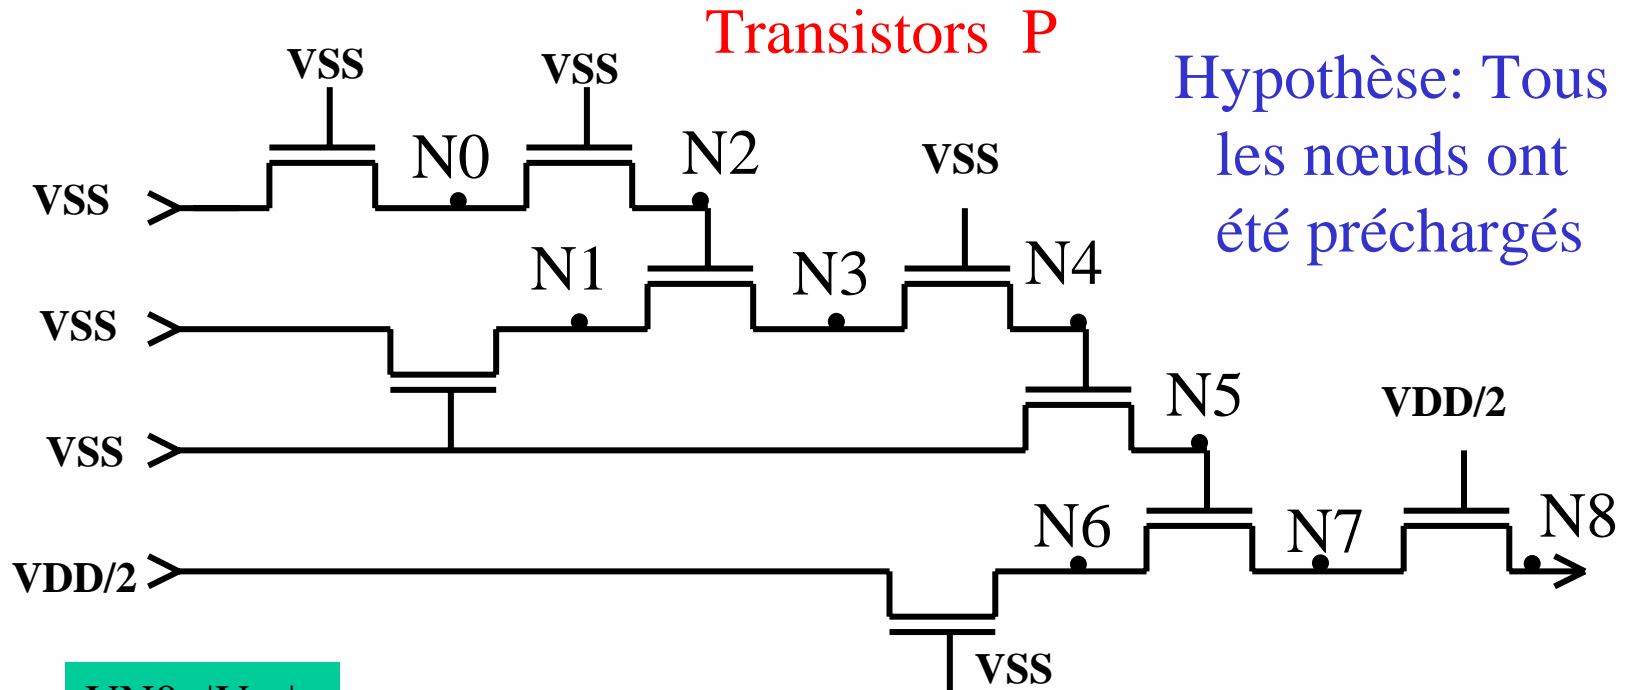 Transistors P
VSS
VSS
Hypothèse: Tous
les nœuds ont
été préchargés
N0
N2
VSS
VSS
N1
N3
N4
VSS
N5
VDD/2
VSS
N6
N7
N8
VDD/2
VSS